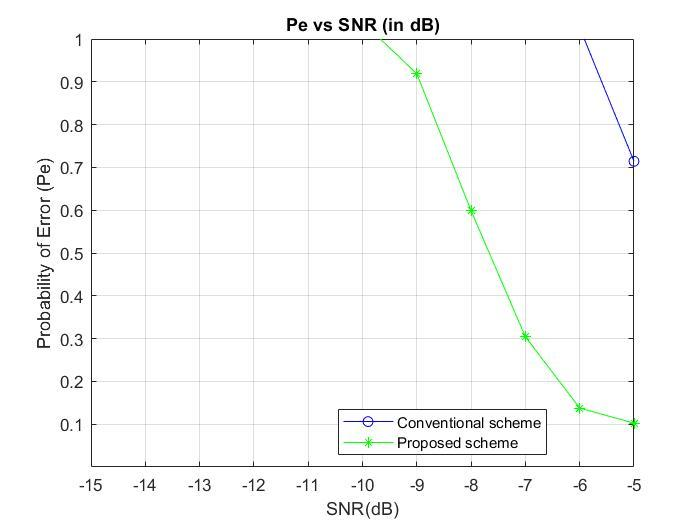 Pe vs SNR (in dB)
1
0.9
0.8
0.7
0.6
0.5
0.4
0.3
0.2
0.1
Probability of Error (Pe)
Conventional scheme
Proposed scheme
-15 -14 -13 -12 -11 -10 -9 -8 -7 -6 -5
SNR(dB)